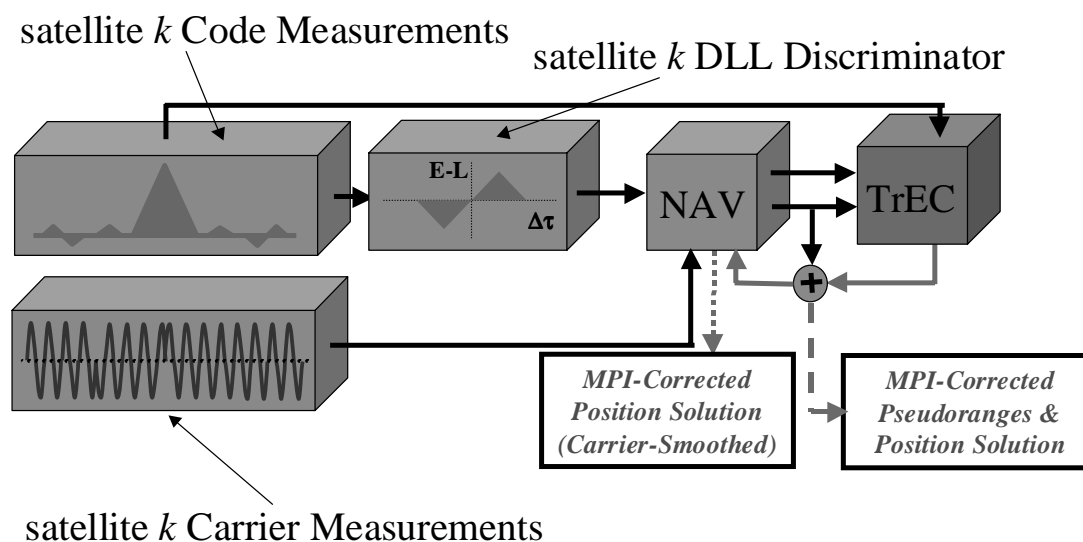 satellite k Code Measurements
satellite k DLL Discriminator
E-L
Δτ
NAV
TrEC
+
MPI-Corrected
Position Solution
(Carrier-Smoothed)
MPI-Corrected
Pseudoranges &
Position Solution
satellite k Carrier Measurements